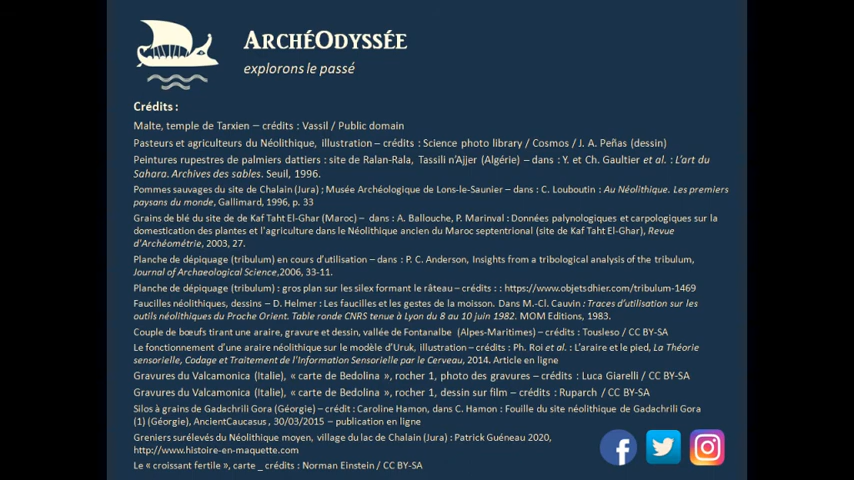 ArchéOdyssée
explorons le passé
Crédits :
Malte, temple de Tarxien – crédits : Vassil / Public domain
Pasteurs et agriculteurs du Néolithique, illustration – crédits : Science photo library / Cosmos / J. A. Peñas (dessin)
Peintures rupestres de palmiers dattiers : site de Ralan-Rala, Tassili n’Ajjer (Algérie) – dans : Y. et Ch. Gaultier et al. : L’art du
Sahara. Archives des sables. Seuil, 1996.
Pommes sauvages du site de Chalain (Jura) ; Musée Archéologique de Lons-le-Saunier – dans : C. Louboutin : Au Néolithique. Les premiers
paysans du monde, Gallimard, 1996, p. 33
Grains de blé du site de de Kaf Taht El-Ghar (Maroc) – dans : A. Ballouche, P. Marinval : Données palynologiques et carpologiques sur la
domestication des plantes et l'agriculture dans le Néolithique ancien du Maroc septentrional (site de Kaf Taht El-Ghar), Revue
d’Archéométrie, 2003, 27.
Planche de dépiquage (tribulum) en cours d’utilisation – dans : P. C. Anderson, Insights from a tribological analysis of the tribulum,
Journal of Archaeological Science,2006, 33-11.
Planche de dépiquage (tribulum) : gros plan sur les silex formant le râteau – crédits : : https://www.objetsdhier.com/tribulum-1469
Faucilles néolithiques, dessins – D. Helmer : Les faucilles et les gestes de la moisson. Dans M.-Cl. Cauvin : Traces d’utilisation sur les
outils néolithiques du Proche Orient. Table ronde CNRS tenue à Lyon du 8 au 10 juin 1982. MOM Editions, 1983.
Couple de bœufs tirant une araire, gravure et dessin, vallée de Fontanalbe (Alpes-Maritimes) – crédits : Tousleso / CC BY-SA
Le fonctionnement d’une araire néolithique sur le modèle d’Uruk, illustration – crédits : Ph. Roi et al. : L’araire et le pied, La Théorie
sensorielle, Codage et Traitement de l’Information Sensorielle par le Cerveau, 2014. Article en ligne
Gravures du Valcamonica (Italie), « carte de Bedolina », rocher 1, photo des gravures – crédits : Luca Giarelli / CC BY-SA
Gravures du Valcamonica (Italie), « carte de Bedolina », rocher 1, dessin sur film – crédits : Ruparch / CC BY-SA
Silos à grains de Gadachrili Gora (Géorgie) – crédit : Caroline Hamon, dans C. Hamon : Fouille du site néolithique de Gadachrili Gora
(1) (Géorgie), AncientCaucasus , 30/03/2015 – publication en ligne
Greniers surélevés du Néolithique moyen, village du lac de Chalain (Jura) : Patrick Guéneau 2020,
http://www.histoire-en-maquette.com
Le « croissant fertile », carte _ crédits : Norman Einstein / CC BY-SA